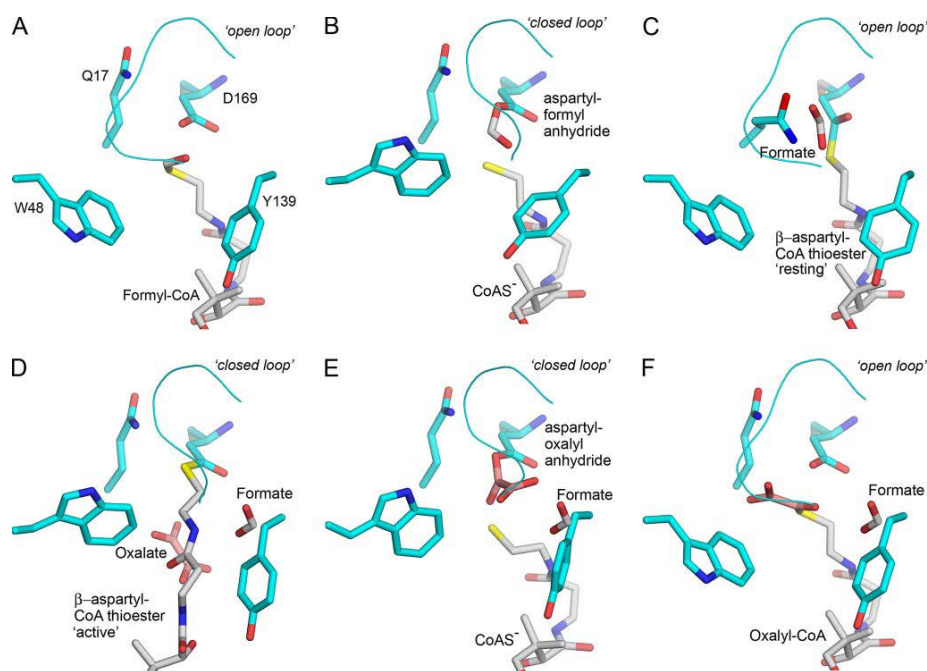 A
'open loop'
Q17
D169
W48
Y139
Formyl-CoA
B
'closed loop'
aspartyl-
formyl
anhydride
CoAS⁻
C
'open loop'
Formate
β–aspartyl-
CoA thioester
'resting'
D
'closed loop'
Formate
Oxalate
β–aspartyl-
CoA thioester
'active'
E
'closed loop'
aspartyl-
oxalyl
anhydride
Formate
CoAS⁻
F
'open loop'
Formate
Oxalyl-CoA